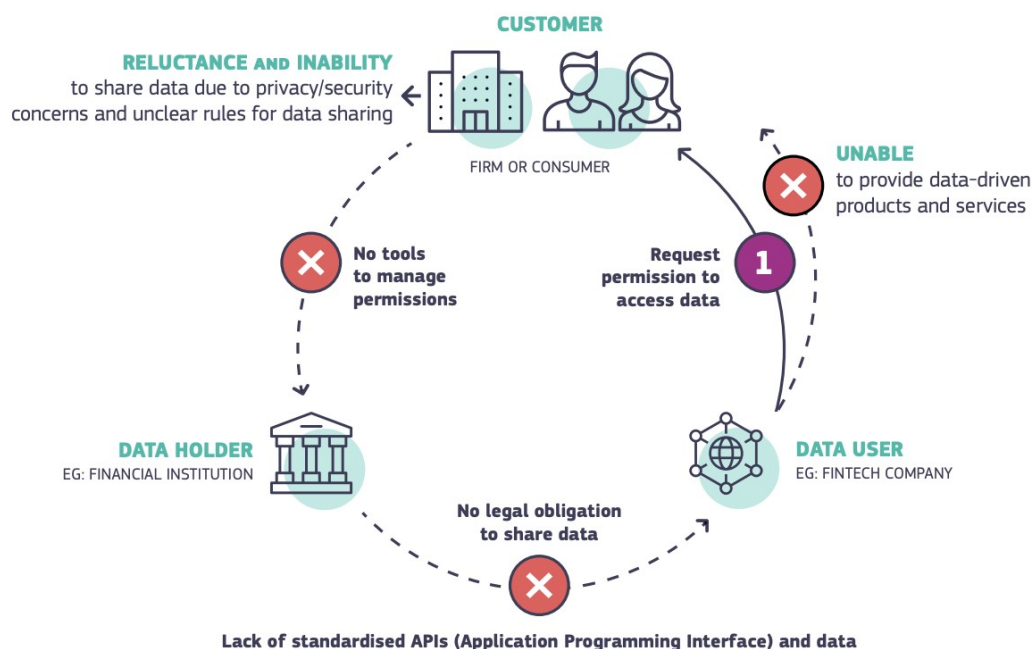 CUSTOMER
RELUCTANCE AND INABILITY
to share data due to privacy/security
concerns and unclear rules for data sharing
FIRM OR CONSUMER
UNABLE
to provide data-driven
products and services
No tools
to manage
permissions
Request
permission to
access data
1
DATA HOLDER
EG: FINANCIAL INSTITUTION
DATA USER
EG: FINTECH COMPANY
No legal obligation
to share data
Lack of standardised APIs (Application Programming Interface) and data